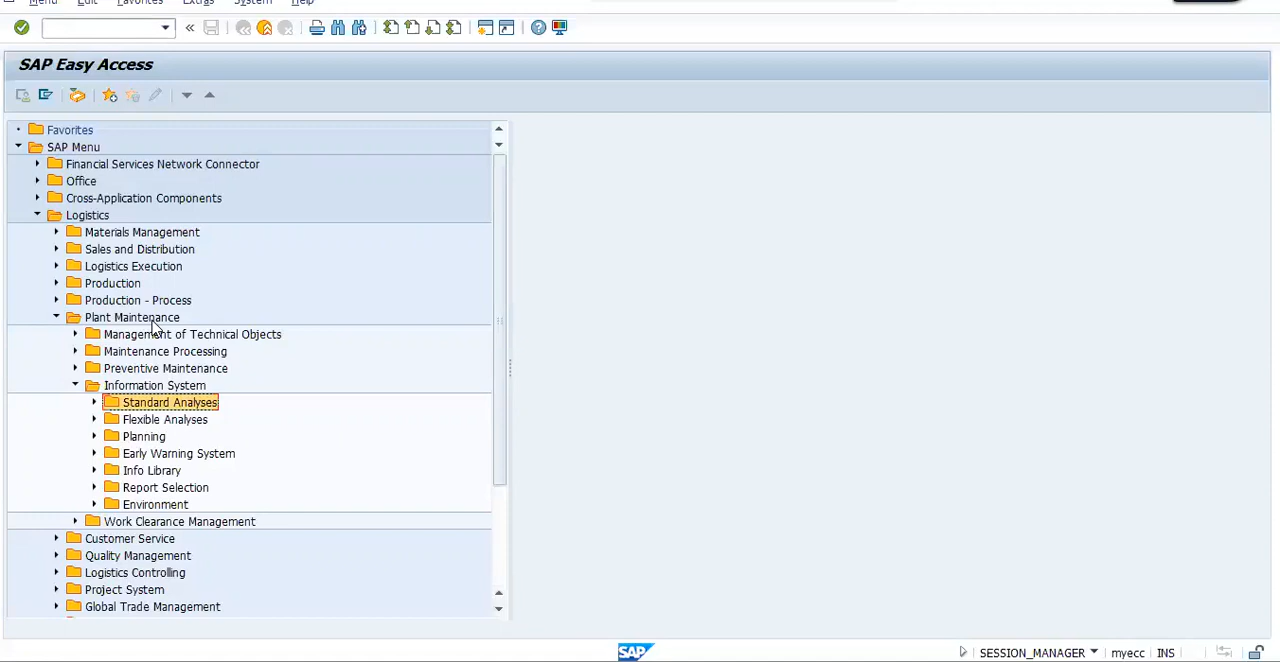 Menu Edit Favorites Extras System Help
SAP Easy Access
Favorites
SAP Menu
Financial Services Network Connector
Office
Cross-Application Components
Logistics
Materials Management
Sales and Distribution
Logistics Execution
Production
Production - Process
Plant Maintenance
Management of Technical Objects
Maintenance Processing
Preventive Maintenance
Information System
Standard Analyses
Flexible Analyses
Planning
Early Warning System
Info Library
Report Selection
Environment
Work Clearance Management
Customer Service
Quality Management
Logistics Controlling
Project System
Global Trade Management
SAP SESSION_MANAGER myecc INS